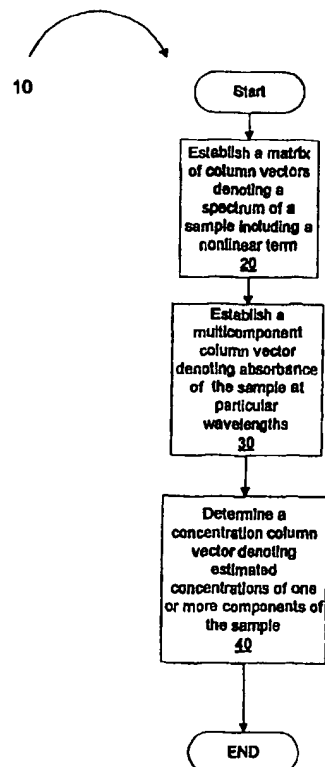 10
Start
Establish a matrix
of column vectors
denoting a
spectrum of a
sample including a
nonlinear term
20
Establish a
multicomponent
column vector
denoting absorbance
of the sample at
particular
wavelengths
30
Determine a
concentration column
vector denoting
estimated
concentrations of one
or more components of
the sample
40
END